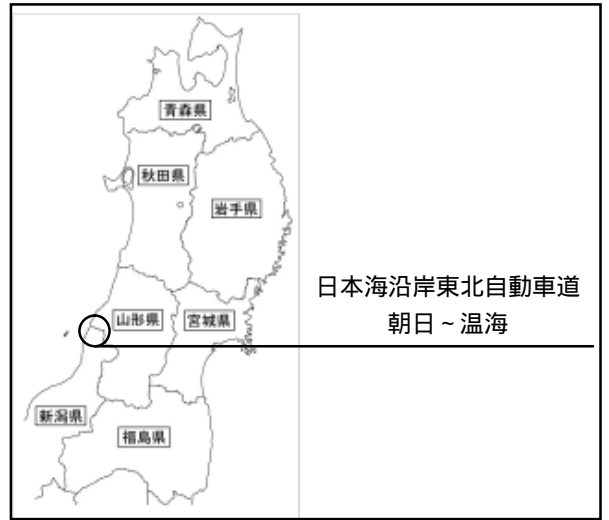 青森県
秋田県
岩手県
山形県
宮城県
日本海沿岸東北自動車道
朝日~温海
新潟県
福島県